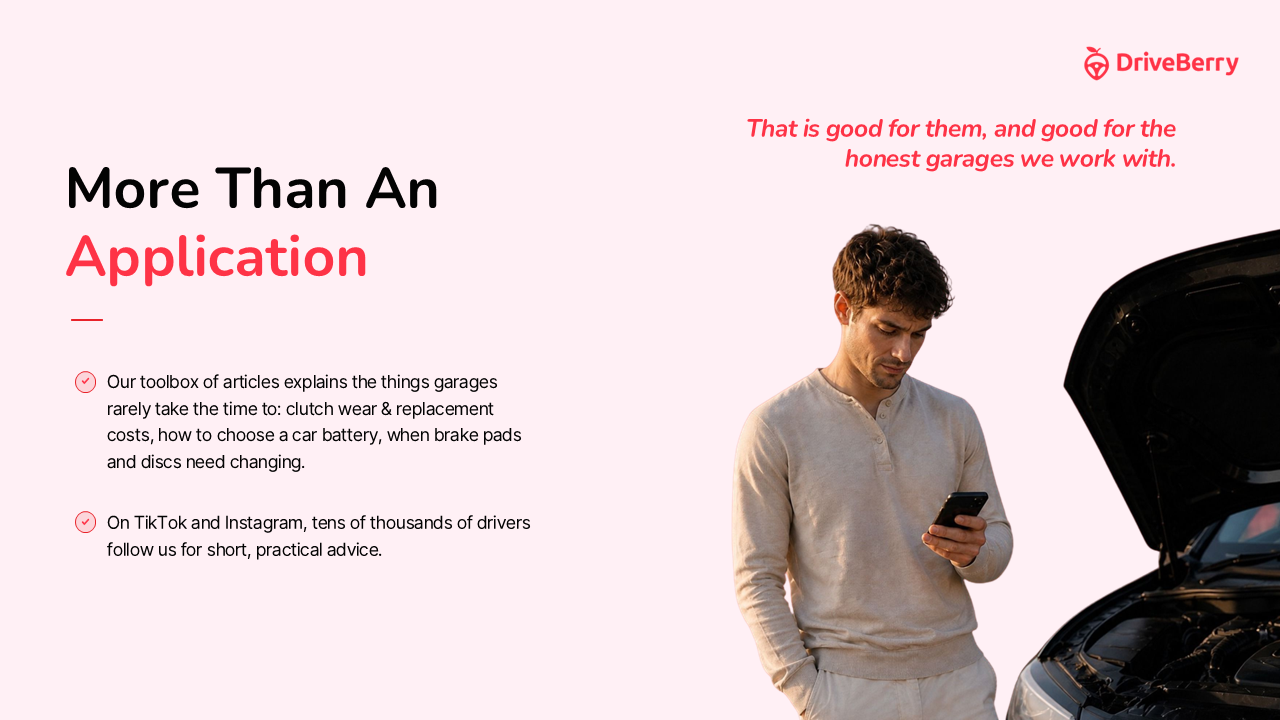 DriveBerry
That is good for them, and good for the
honest garages we work with.
More Than An
Application
Our toolbox of articles explains the things garages
rarely take the time to: clutch wear & replacement
costs, how to choose a car battery, when brake pads
and discs need changing.
On TikTok and Instagram, tens of thousands of drivers
follow us for short, practical advice.